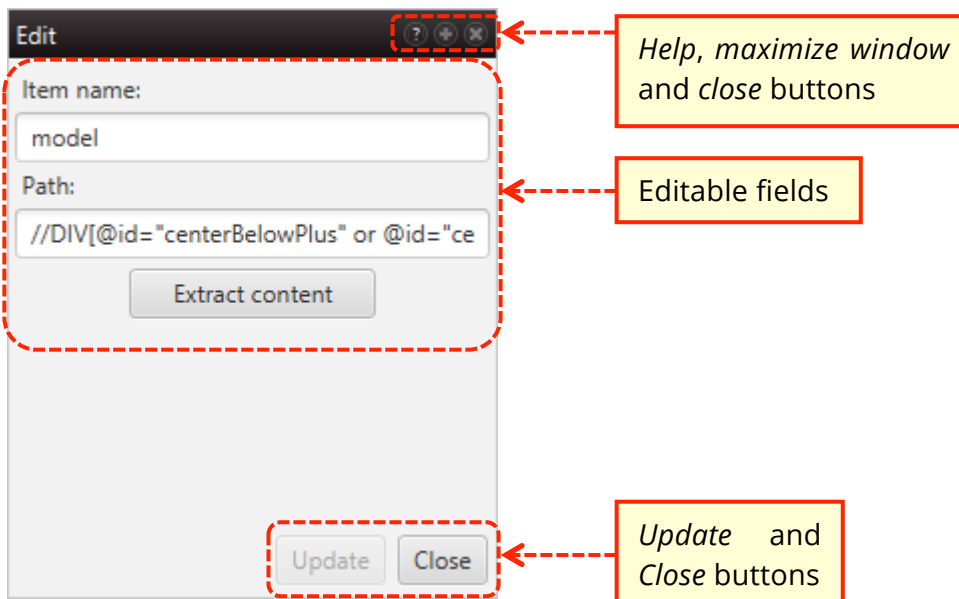 Edit
Help, maximize window
and close buttons
Item name:
model
Path:
Editable fields
//DIV[@id="centerBelowPlus" or @id="ce
Extract content
Update and
Close buttons
Update Close